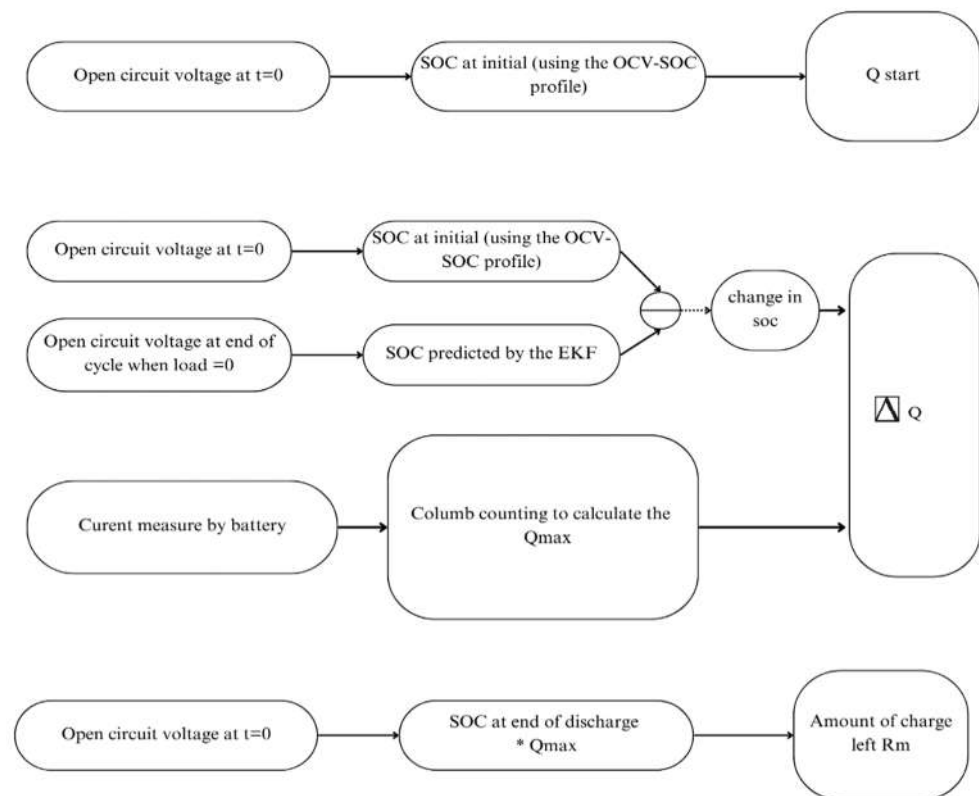 Open circuit voltage at t=0
SOC at initial (using the OCV-SOC
profile)
Q start
Open circuit voltage at t=0
SOC at initial (using the OCV-
SOC profile)
change in
soc
Open circuit voltage at end of
cycle when load =0
SOC predicted by the EKF
Δ Q
Curent measure by battery
Columb counting to calculate the
Qmax
Open circuit voltage at t=0
SOC at end of discharge
* Qmax
Amount of charge
left Rm